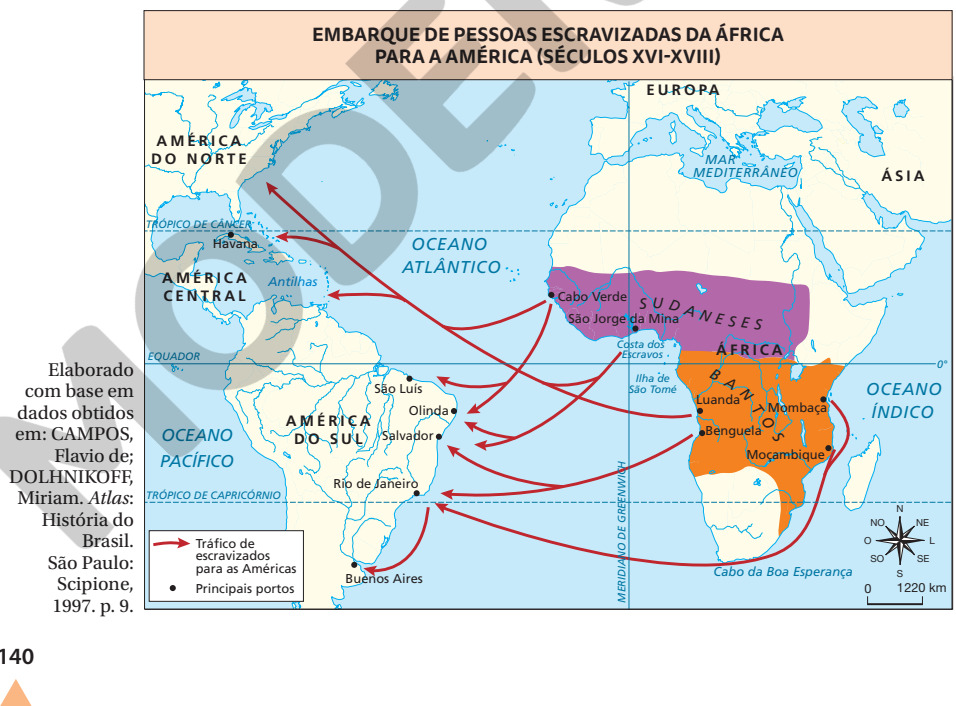 EMBARQUE DE PESSOAS ESCRAVIZADAS DA ÁFRICA
PARA A AMÉRICA (SÉCULOS XVI-XVIII)
EUROPA
AMÉRICA
DO NORTE
MAR
MEDITERRÂNEO
ÁSIA
TRÓPICO DE CÂNCER
Havana
OCEANO
ATLÂNTICO
AMÉRICA
CENTRAL
Antilhas
Cabo Verde
SUDANESES
São Jorge da Mina
Costa dos
Escravos
ÁFRICA
EQUADOR
0°
Ilha de
São Tomé
BANTOS
São Luís
Olinda
Luanda
Mombaça
OCEANO
ÍNDICO
AMÉRICA
DO SUL
Salvador
Benguela
OCEANO
PACÍFICO
Moçambique
Rio de Janeiro
TRÓPICO DE CAPRICÓRNIO
MERIDIANO DE GREENWICH
Buenos Aires
Cabo da Boa Esperança
Tráfico de
escravizados
para as Américas
Principais portos
N
NO
NE
O
L
SO
SE
S
0
1220 km
Elaborado
com base em
dados obtidos
em: CAMPOS,
Flavio de;
DOLHNIKOFF,
Miriam. Atlas:
História do
Brasil.
São Paulo:
Scipione,
1997. p. 9.
140
MODER